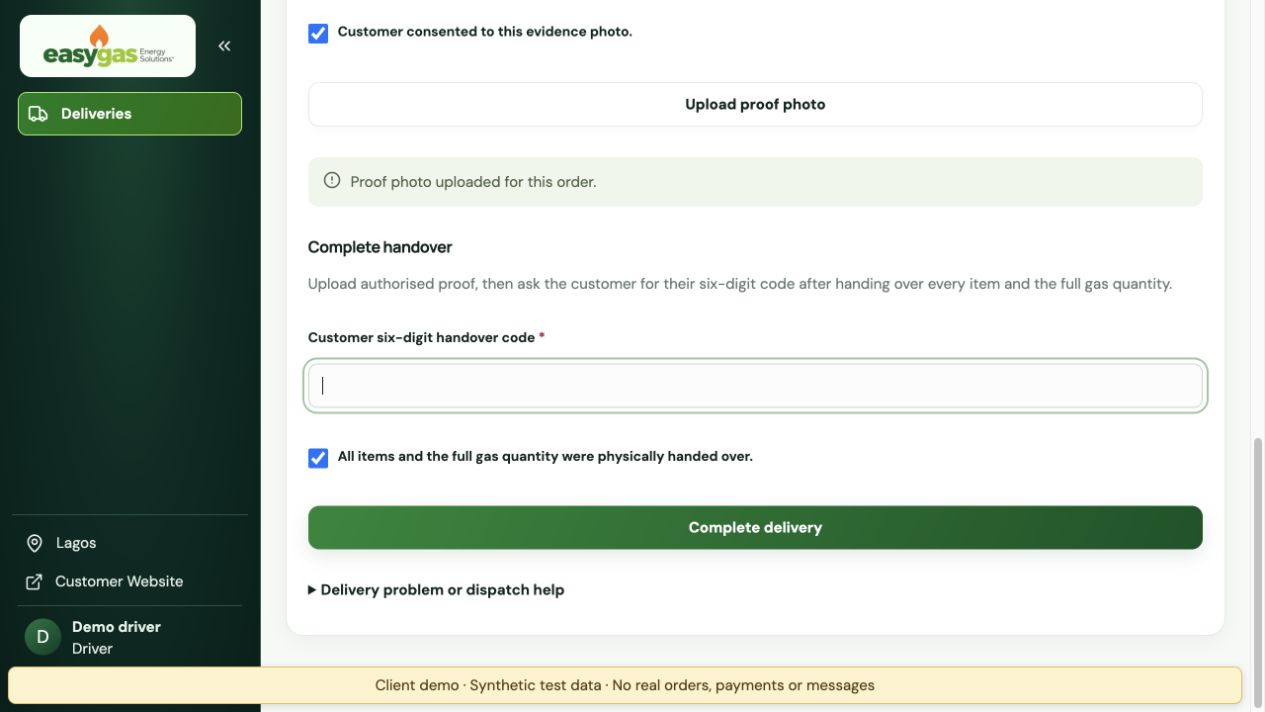 easygas Energy Solutions
«
Deliveries
Customer consented to this evidence photo.
Upload proof photo
Proof photo uploaded for this order.
Complete handover
Upload authorised proof, then ask the customer for their six-digit code after handing over every item and the full gas quantity.
Customer six-digit handover code *
All items and the full gas quantity were physically handed over.
Complete delivery
Delivery problem or dispatch help
Lagos
Customer Website
D
Demo driver
Driver
Client demo · Synthetic test data · No real orders, payments or messages